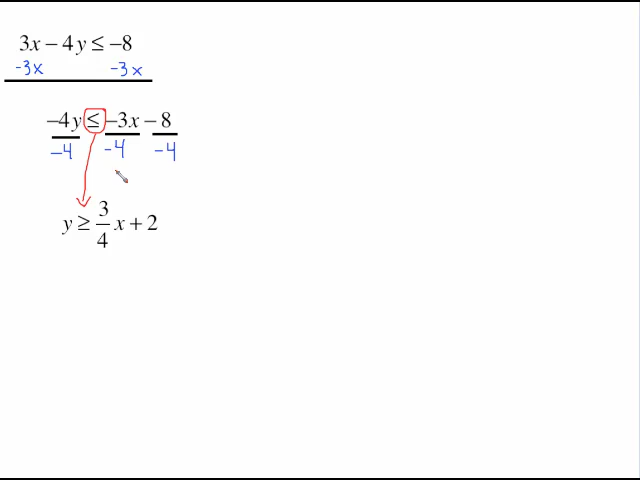 3x − 4y ≤ −8
-3x -3x
−4y ≤ −3x − 8
-4 -4 -4
y ≥ 3/4 x + 2